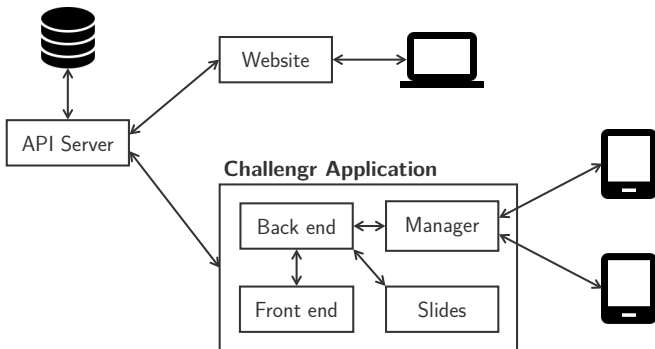 Website
API Server
Challengr Application
Back end
Manager
Front end
Slides